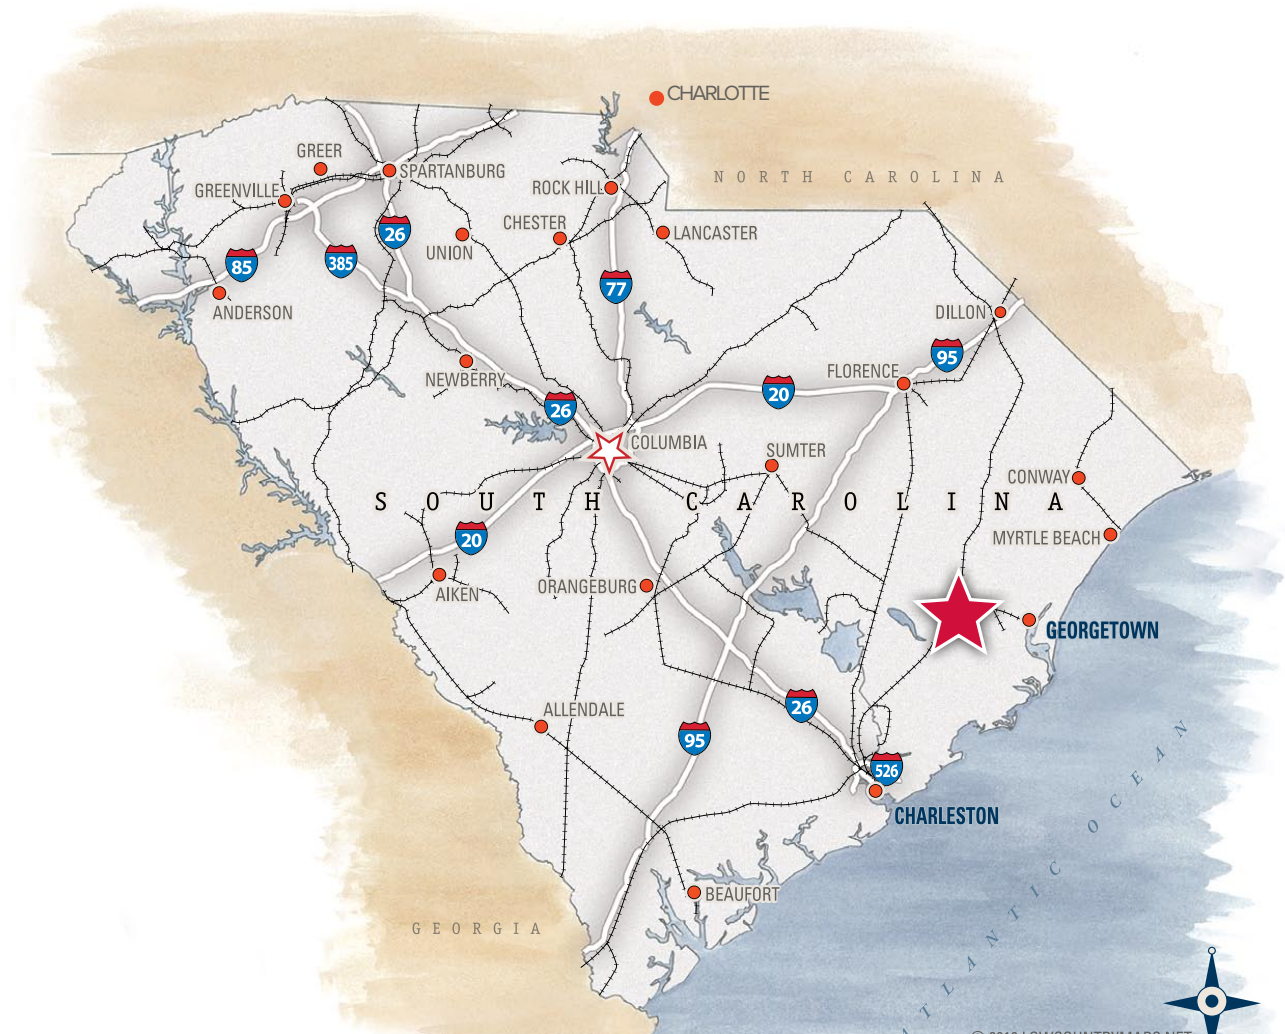 CHARLOTTE
GREER
SPARTANBURG
NORTH CAROLINA
GREENVILLE
ROCK HILL
CHESTER
LANCASTER
26
UNION
85
385
77
ANDERSON
DILLON
95
FLORENCE
NEWBERRY
20
26
COLUMBIA
SUMTER
CONWAY
SOUTH CAROLINA
20
MYRTLE BEACH
ORANGEBURG
AIKEN
GEORGETOWN
26
ALLENDALE
95
526
CHARLESTON
BEAUFORT
GEORGIA
ATLANTIC OCEAN